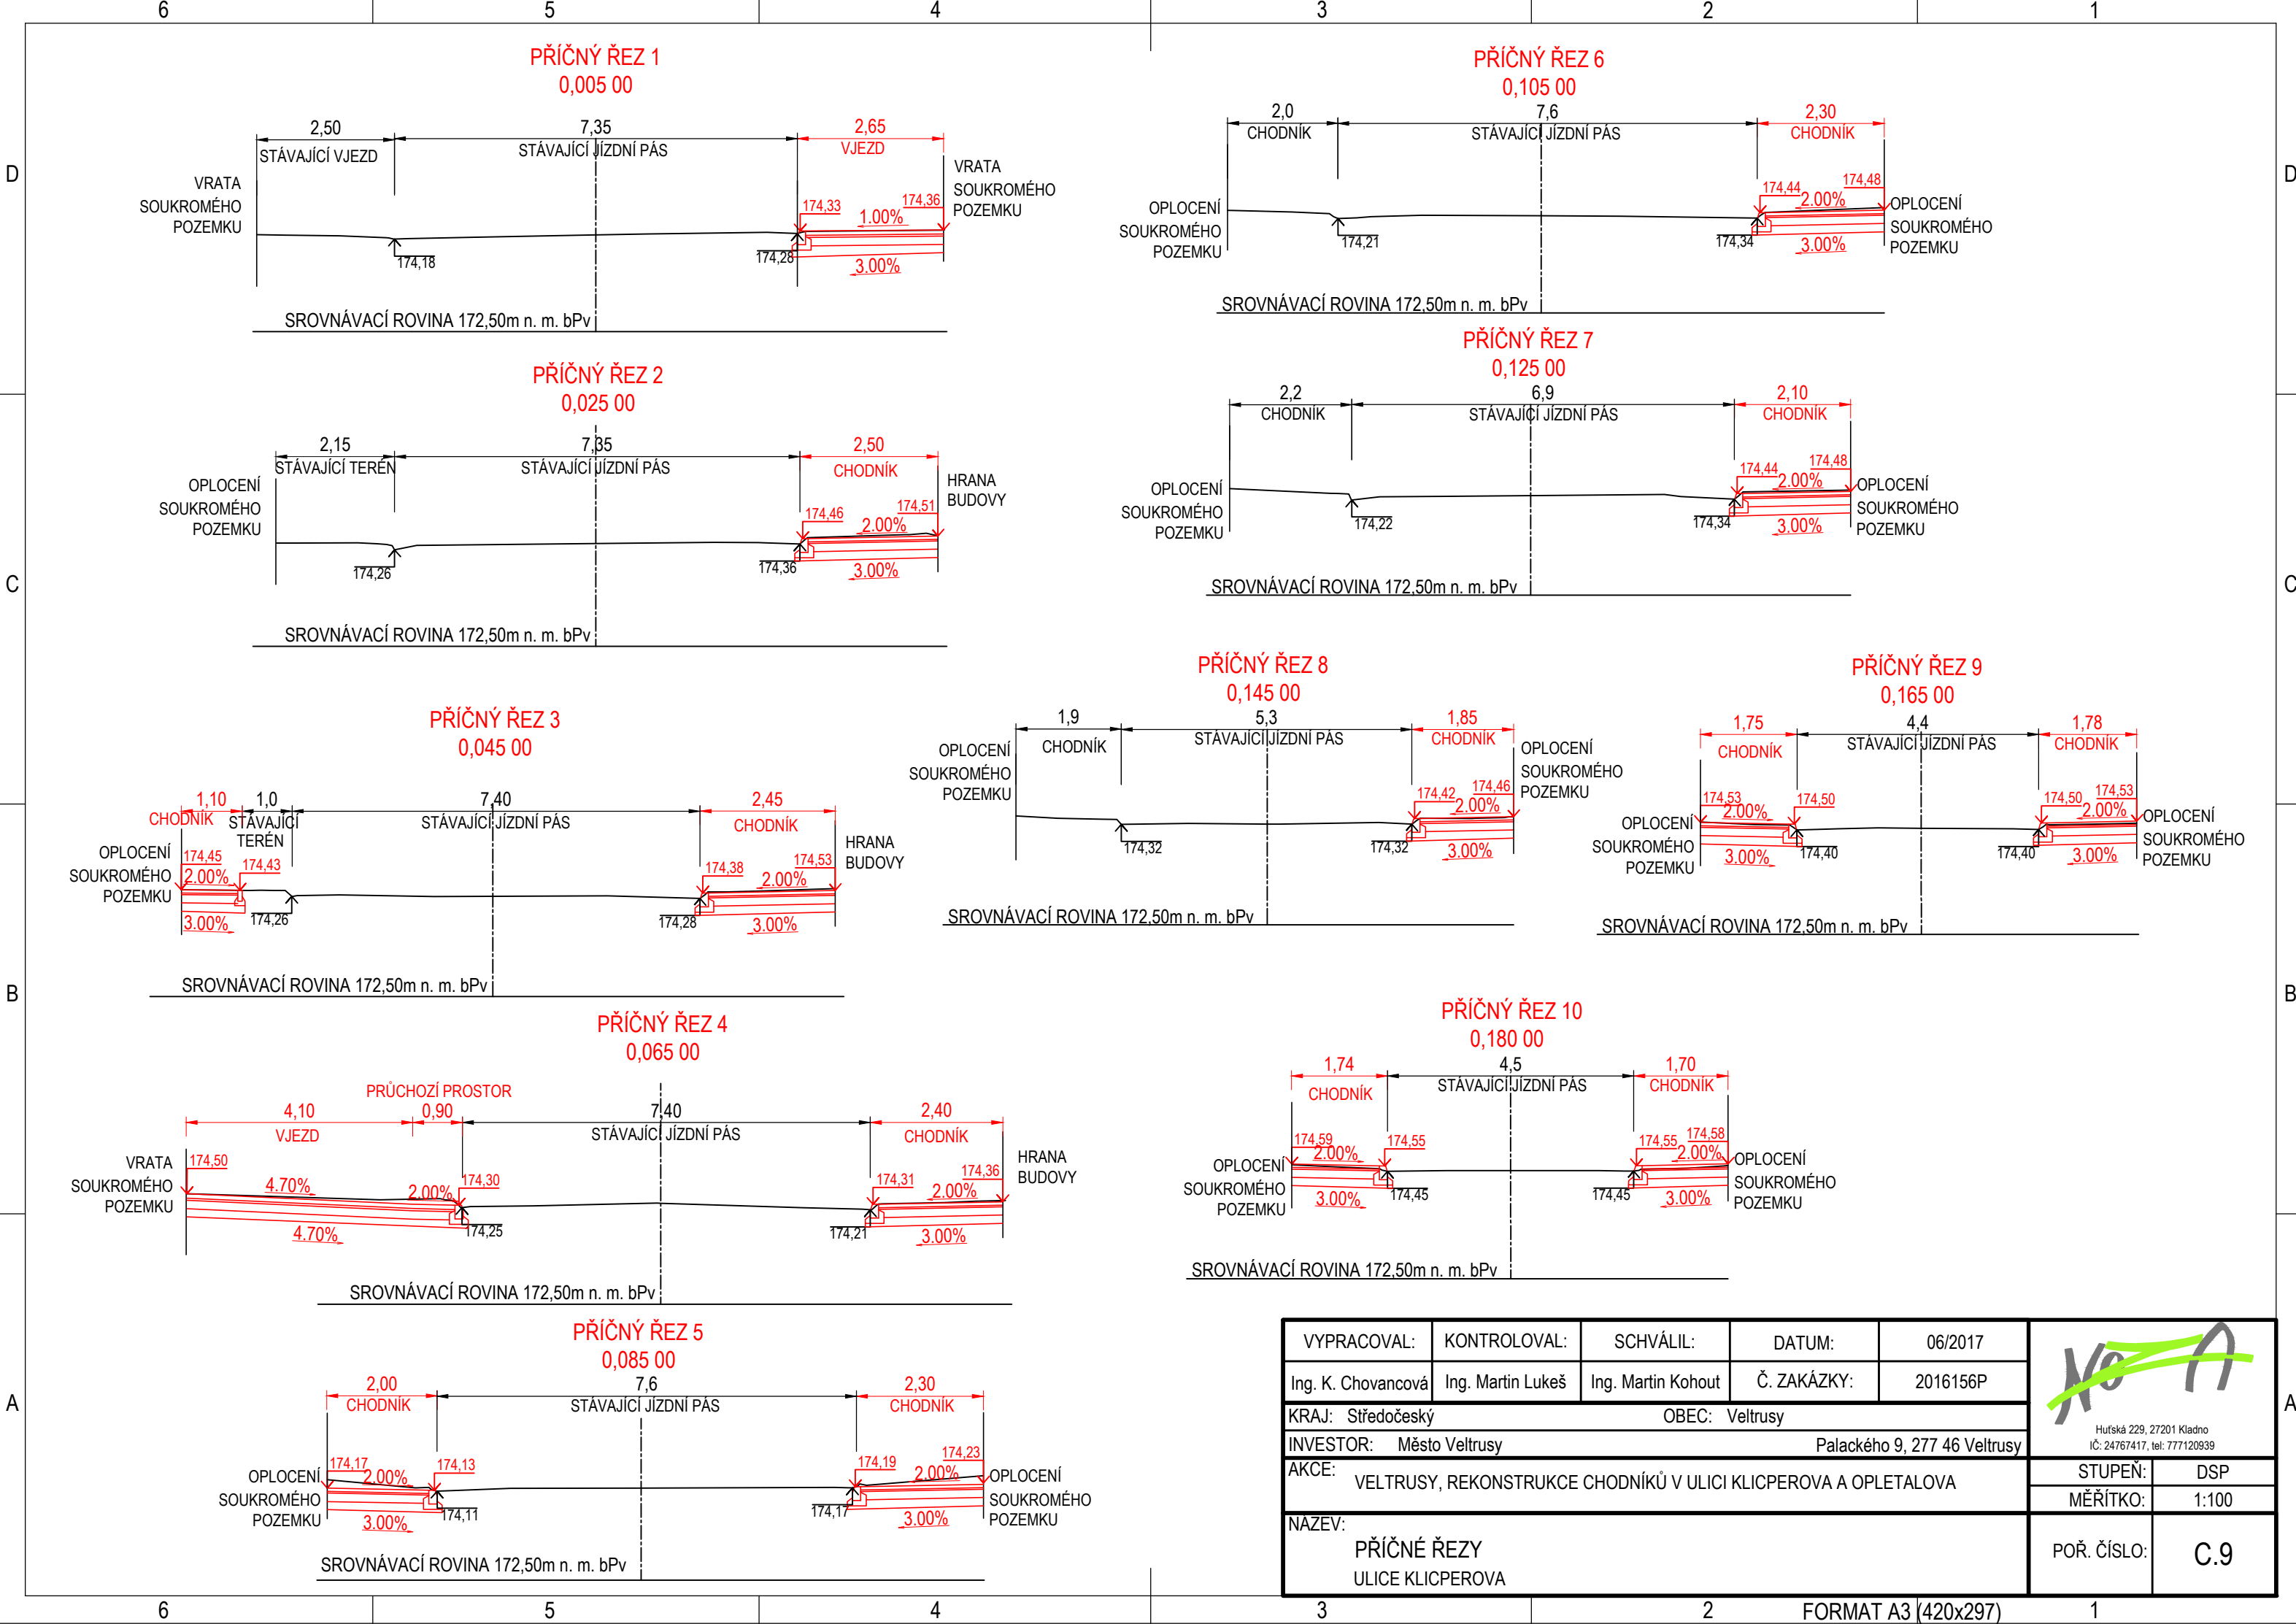 6 5 4 3 2 1
D
C
B
A
D
C
B
A
PŘÍČNÝ ŘEZ 1
0,005 00
2,50
STÁVAJÍCÍ VJEZD
7,35
STÁVAJÍCÍ JÍZDNÍ PÁS
2,65
VJEZD
VRATA
SOUKROMÉHO
POZEMKU
VRATA
SOUKROMÉHO
POZEMKU
174,33
174,36
1.00%
174,18
174,28
3.00%
SROVNÁVACÍ ROVINA 172,50m n. m. bPv
PŘÍČNÝ ŘEZ 2
0,025 00
2,15
STÁVAJÍCÍ TERÉN
7,35
STÁVAJÍCÍ JÍZDNÍ PÁS
2,50
CHODNÍK
OPLOCENÍ
SOUKROMÉHO
POZEMKU
HRANA
BUDOVY
174,46
174,51
2.00%
174,26
174,36
3.00%
SROVNÁVACÍ ROVINA 172,50m n. m. bPv
PŘÍČNÝ ŘEZ 3
0,045 00
1,10
CHODNÍK
1,0
STÁVAJÍCÍ
TERÉN
7,40
STÁVAJÍCÍ JÍZDNÍ PÁS
2,45
CHODNÍK
OPLOCENÍ
SOUKROMÉHO
POZEMKU
174,45
174,43
2.00%
3.00%
174,26
174,38
174,53
2.00%
174,28
3.00%
HRANA
BUDOVY
SROVNÁVACÍ ROVINA 172,50m n. m. bPv
PŘÍČNÝ ŘEZ 4
0,065 00
PRŮCHOZÍ PROSTOR
4,10
VJEZD
0,90
7,40
STÁVAJÍCÍ JÍZDNÍ PÁS
2,40
CHODNÍK
VRATA
SOUKROMÉHO
POZEMKU
174,50
4.70%
2.00%
174,30
4.70%
174,25
174,31
174,36
2.00%
174,21
3.00%
HRANA
BUDOVY
SROVNÁVACÍ ROVINA 172,50m n. m. bPv
PŘÍČNÝ ŘEZ 5
0,085 00
2,00
CHODNÍK
7,6
STÁVAJÍCÍ JÍZDNÍ PÁS
2,30
CHODNÍK
OPLOCENÍ
SOUKROMÉHO
POZEMKU
174,17
2.00%
174,13
3.00%
174,11
174,19
174,23
2.00%
174,17
3.00%
OPLOCENÍ
SOUKROMÉHO
POZEMKU
SROVNÁVACÍ ROVINA 172,50m n. m. bPv
PŘÍČNÝ ŘEZ 6
0,105 00
2,0
CHODNÍK
7,6
STÁVAJÍCÍ JÍZDNÍ PÁS
2,30
CHODNÍK
OPLOCENÍ
SOUKROMÉHO
POZEMKU
174,44
174,48
2.00%
174,21
174,34
3.00%
OPLOCENÍ
SOUKROMÉHO
POZEMKU
SROVNÁVACÍ ROVINA 172,50m n. m. bPv
PŘÍČNÝ ŘEZ 7
0,125 00
2,2
CHODNÍK
6,9
STÁVAJÍCÍ JÍZDNÍ PÁS
2,10
CHODNÍK
OPLOCENÍ
SOUKROMÉHO
POZEMKU
174,44
174,48
2.00%
174,22
174,34
3.00%
OPLOCENÍ
SOUKROMÉHO
POZEMKU
SROVNÁVACÍ ROVINA 172,50m n. m. bPv
PŘÍČNÝ ŘEZ 8
0,145 00
1,9
CHODNÍK
5,3
STÁVAJÍCÍ JÍZDNÍ PÁS
1,85
CHODNÍK
OPLOCENÍ
SOUKROMÉHO
POZEMKU
174,42
174,46
2.00%
174,32
174,32
3.00%
OPLOCENÍ
SOUKROMÉHO
POZEMKU
SROVNÁVACÍ ROVINA 172,50m n. m. bPv
PŘÍČNÝ ŘEZ 9
0,165 00
1,75
CHODNÍK
4,4
STÁVAJÍCÍ JÍZDNÍ PÁS
1,78
CHODNÍK
OPLOCENÍ
SOUKROMÉHO
POZEMKU
174,53
2.00%
174,50
3.00%
174,40
174,50
174,53
2.00%
174,40
3.00%
OPLOCENÍ
SOUKROMÉHO
POZEMKU
SROVNÁVACÍ ROVINA 172,50m n. m. bPv
PŘÍČNÝ ŘEZ 10
0,180 00
1,74
CHODNÍK
4,5
STÁVAJÍCÍ JÍZDNÍ PÁS
1,70
CHODNÍK
OPLOCENÍ
SOUKROMÉHO
POZEMKU
174,59
2.00%
174,55
3.00%
174,45
174,55
174,58
2.00%
174,45
3.00%
OPLOCENÍ
SOUKROMÉHO
POZEMKU
SROVNÁVACÍ ROVINA 172,50m n. m. bPv
VYPRACOVAL: KONTROLOVAL: SCHVÁLIL: DATUM: 06/2017
Ing. K. Chovancová Ing. Martin Lukeš Ing. Martin Kohout Č. ZAKÁZKY: 2016156P
KRAJ: Středočeský OBEC: Veltrusy
INVESTOR: Město Veltrusy Palackého 9, 277 46 Veltrusy
AKCE: VELTRUSY, REKONSTRUKCE CHODNÍKŮ V ULICI KLICPEROVA A OPLETALOVA
NÁZEV:
PŘÍČNÉ ŘEZY
ULICE KLICPEROVA
NOZA
Huťská 229, 27201 Kladno
IČ: 24767417, tel: 777120939
STUPEŇ: DSP
MĚŘÍTKO: 1:100
POŘ. ČÍSLO: C.9
6 5 4 3 2 1
FORMAT A3 (420x297)